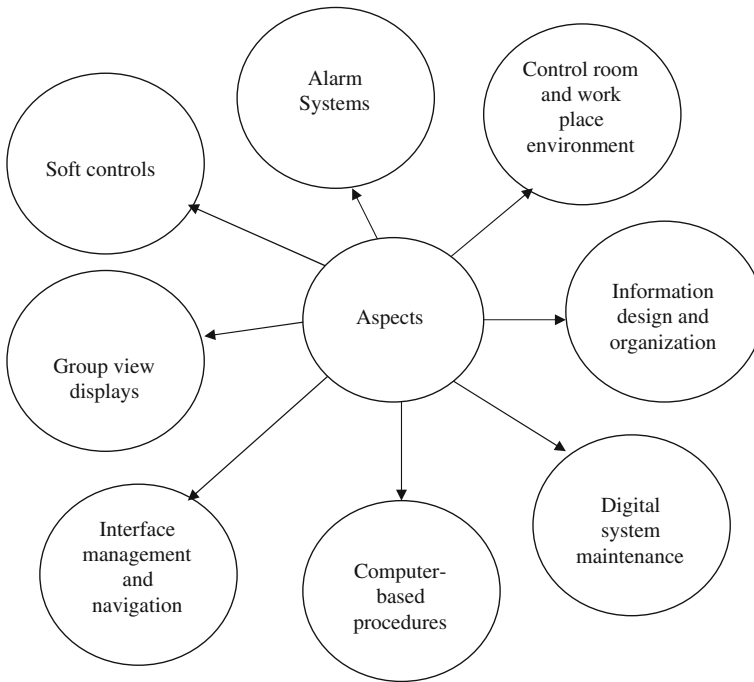 Alarm
Systems
Control room
and work
place
environment
Soft controls
Aspects
Information
design and
organization
Group view
displays
Digital
system
maintenance
Interface
management
and
navigation
Computer-
based
procedures